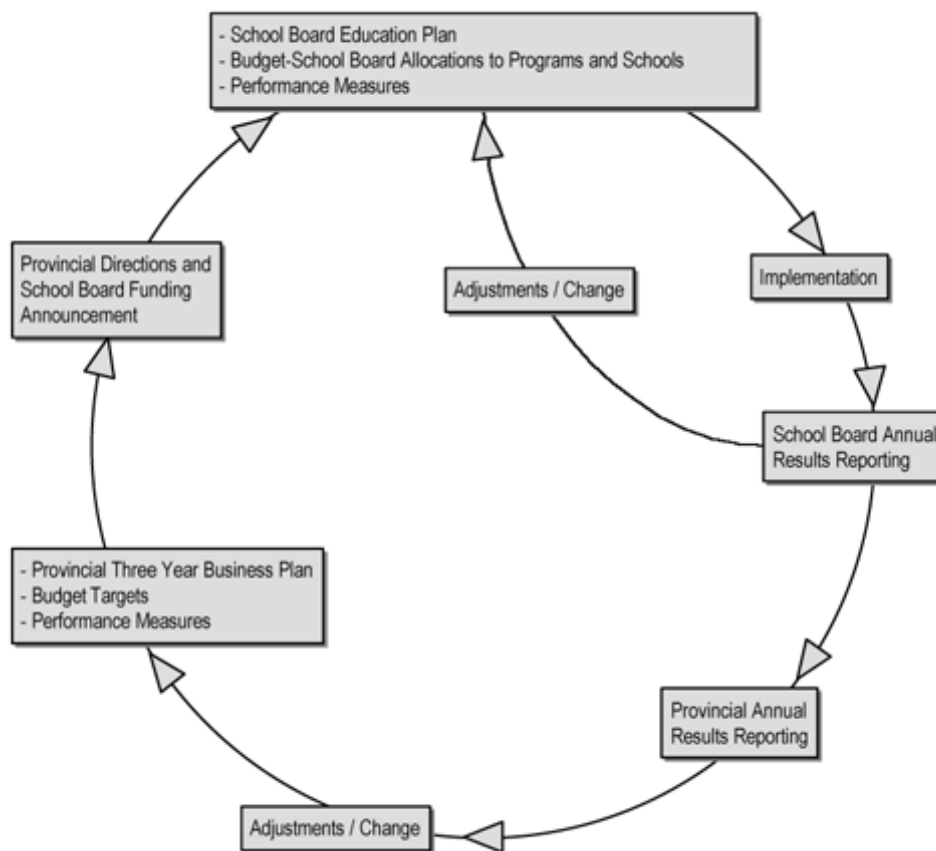 - School Board Education Plan
- Budget-School Board Allocations to Programs and Schools
- Performance Measures
Provincial Directions and
School Board Funding
Announcement
Adjustments / Change
Implementation
School Board Annual
Results Reporting
- Provincial Three Year Business Plan
- Budget Targets
- Performance Measures
Provincial Annual
Results Reporting
Adjustments / Change